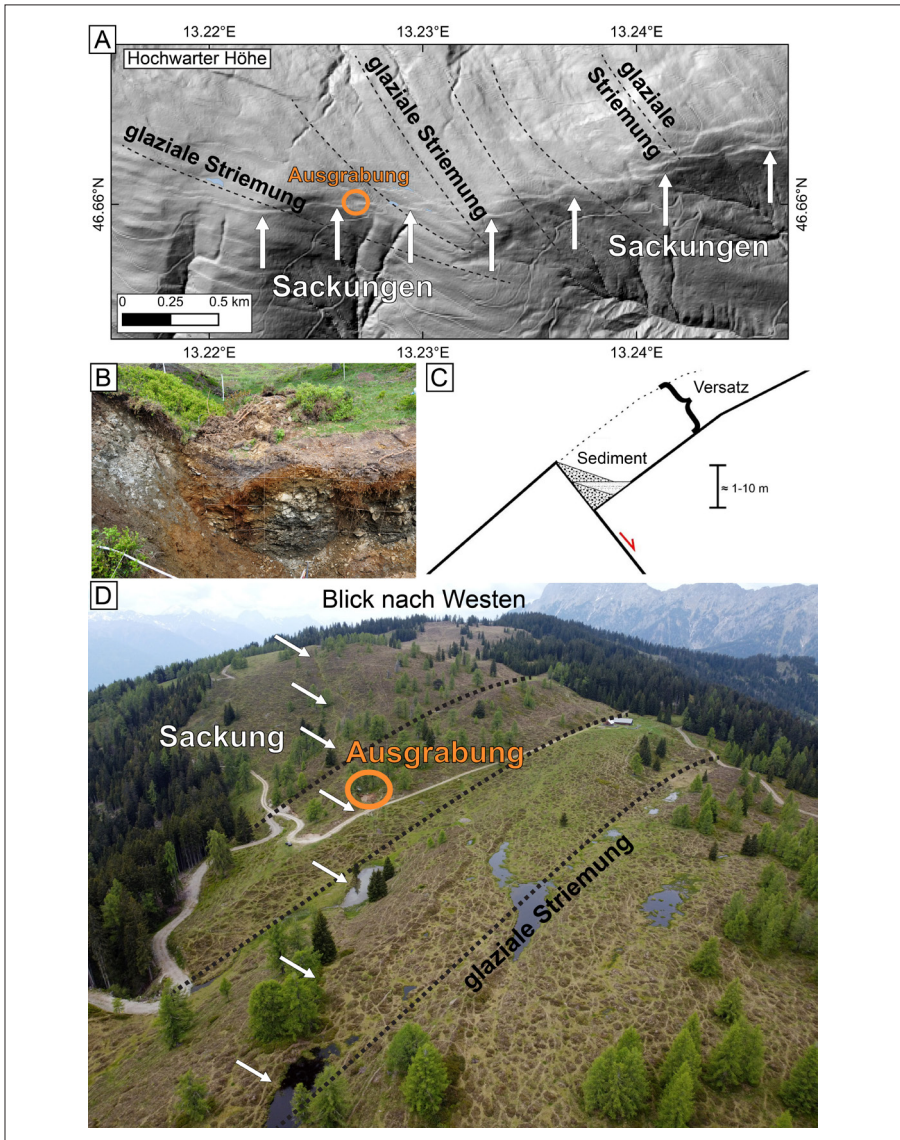 A
13.22°E
13.23°E
13.24°E
Hochwarter Höhe
glaziale Striemung
glaziale Striemung
glaziale
Striemung
Ausgrabung
46.66°N
46.66°N
Sackungen
Sackungen
0 0.25 0.5 km
13.22°E
13.23°E
13.24°E
B
C
Versatz
Sediment
≈ 1-10 m
D
Blick nach Westen
Sackung
Ausgrabung
glaziale Striemung